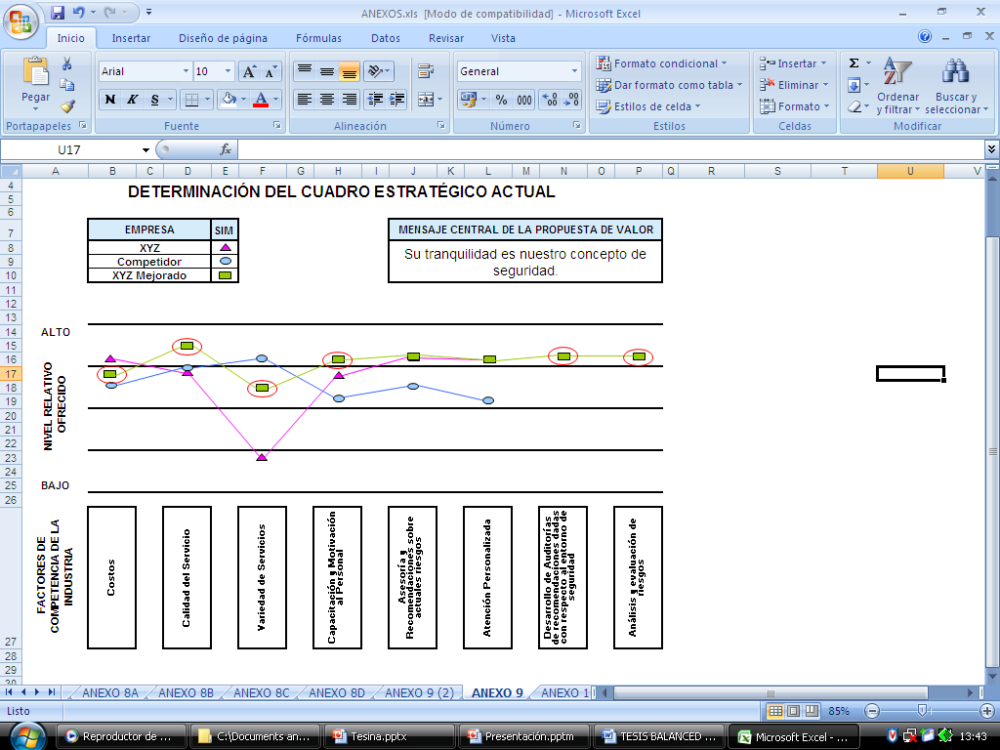 ANEXOS.xls [Modo de compatibilidad] - Microsoft Excel
Inicio Insertar Diseño de página Fórmulas Datos Revisar Vista
Arial 10 General
Pegar
N K S
% 000
Formato condicional
Dar formato como tabla
Estilos de celda
Insertar
Eliminar
Formato
Σ
Ordenar y filtrar
Buscar y seleccionar
Portapapeles Fuente Alineación Número Estilos Celdas Modificar
U17 fx
A B C D E F G H I J K L M N O P Q R S T U V
4
5
6
7
8
9
10
11
12
13
14
15
16
17
18
19
20
21
22
23
24
25
26
27
28
29
30
DETERMINACIÓN DEL CUADRO ESTRATÉGICO ACTUAL
EMPRESA SIM
XYZ
Competidor
XYZ Mejorado
MENSAJE CENTRAL DE LA PROPUESTA DE VALOR
Su tranquilidad es nuestro concepto de
seguridad.
ALTO
NIVEL RELATIVO
OFRECIDO
BAJO
FACTORES DE
COMPETENCIA DE LA
INDUSTRIA
Costos
Calidad del Servicio
Variedad de Servicios
Capacitación y Motivación
al Personal
Asesoría y
Recomendaciones sobre
actuales riesgos
Atención Personalizada
Desarrollo de Auditorías
de recomendaciones dadas
con respecto al entorno de
seguridad
Análisis y evaluación de
riesgos
ANEXO 8A ANEXO 8B ANEXO 8C ANEXO 8D ANEXO 9 (2) ANEXO 9 ANEXO 1
Listo 85%
Reproductor de ... C:\Documents an... Tesina.pptx Presentación.pptm TESIS BALANCED ... Microsoft Excel - ... 13:43